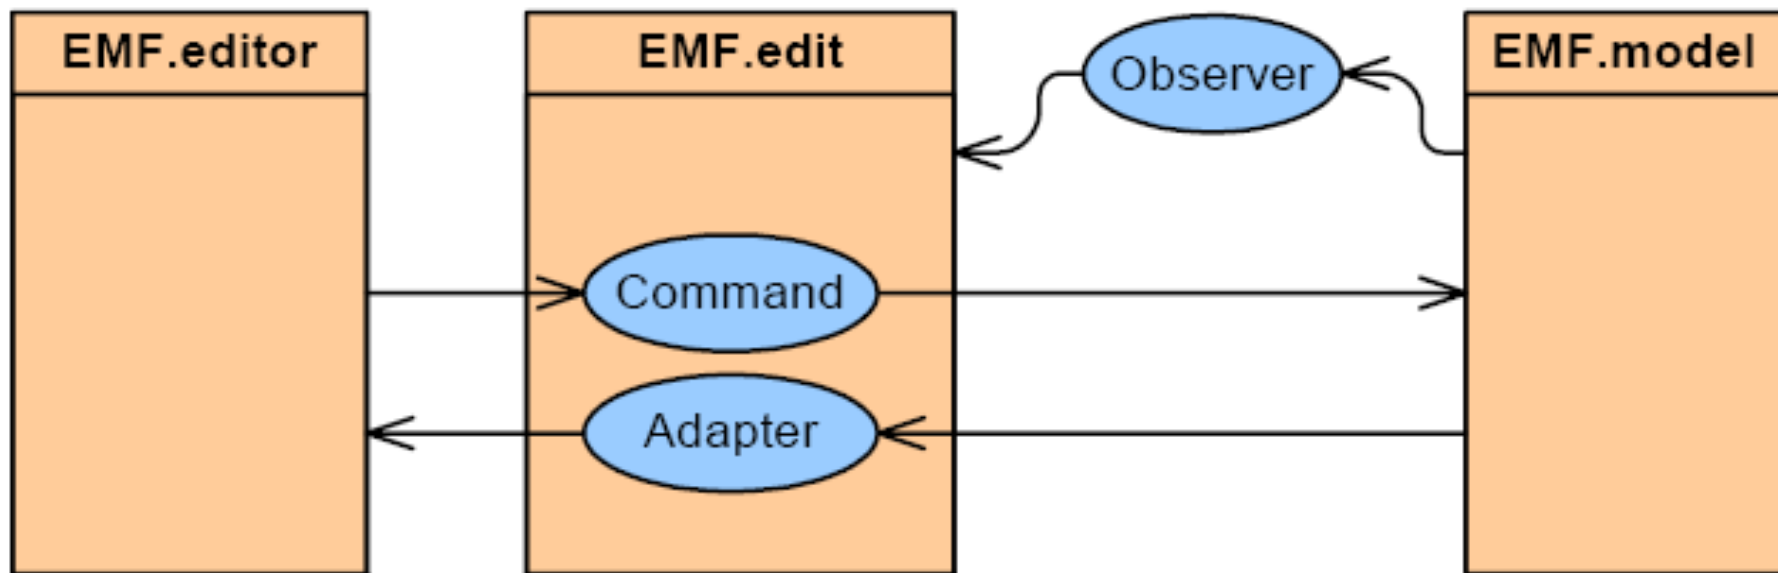 EMF.editor
EMF.edit
Observer
EMF.model
Command
Adapter